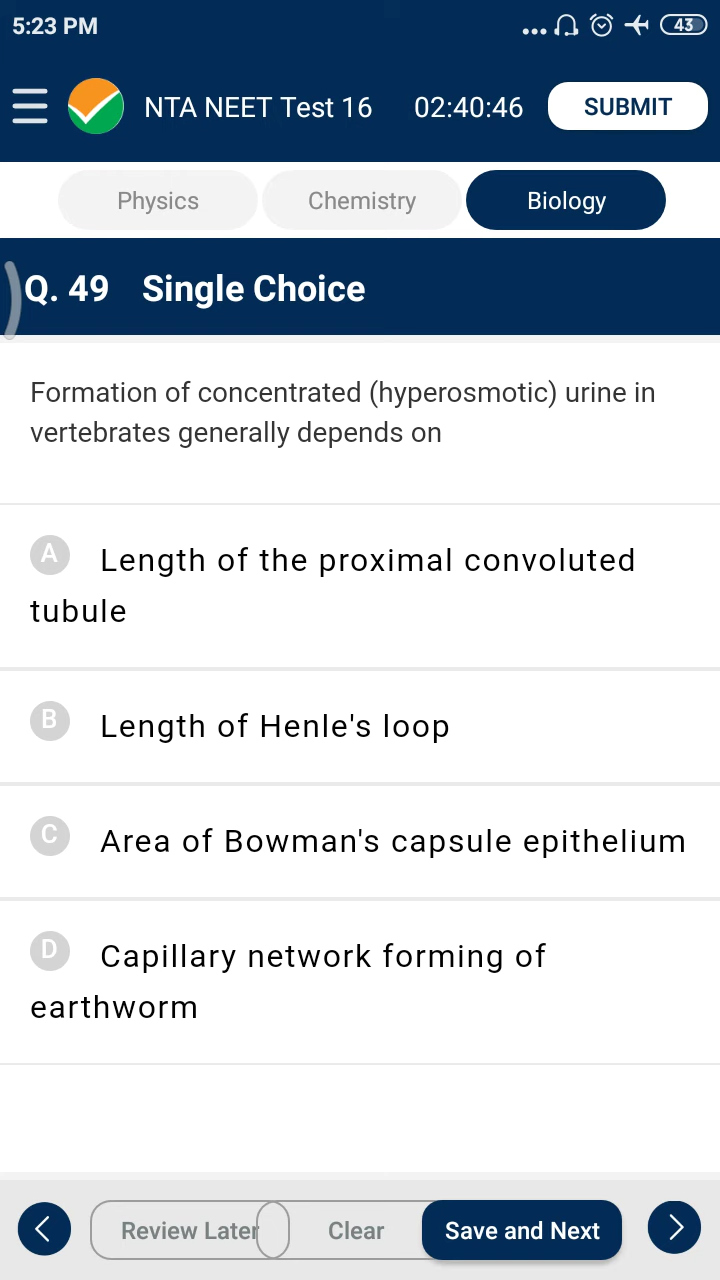 5:23 PM
43
NTA NEET Test 16 02:40:46 SUBMIT
Physics Chemistry Biology
Q. 49 Single Choice
Formation of concentrated (hyperosmotic) urine in
vertebrates generally depends on
A Length of the proximal convoluted
tubule
B Length of Henle's loop
C Area of Bowman's capsule epithelium
D Capillary network forming of
earthworm
Review Later Clear Save and Next